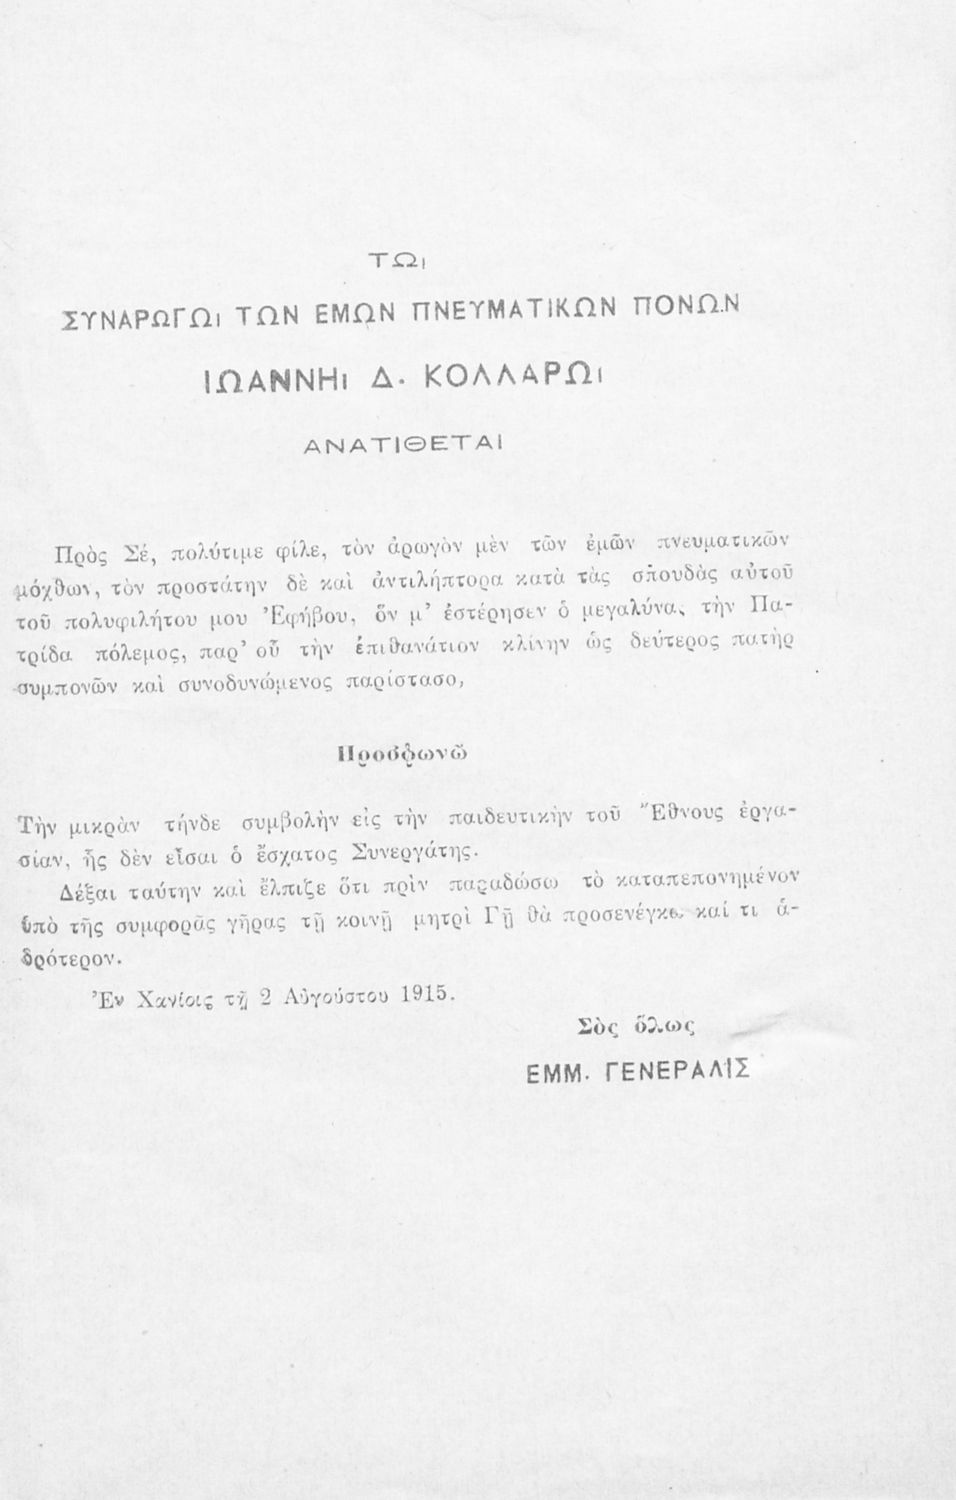 ΤΩι
ΣΥΝΑΡΩΓΩι ΤΩΝ ΕΜΩΝ ΠΝΕΥΜΑΤΙΚΩΝ ΠΟΝΩΝ
ΙΩΑΝΝΗι Δ. ΚΟΛΛΑΡΩι
ΑΝΑΤΙΘΕΤΑΙ
Πρὸς Σέ, πολύτιμε φίλε, τὸν ἀρωγὸν μὲν τῶν ἐμῶν πνευματικῶν
μόχθων, τὸν προστάτην δὲ καὶ ἀντιλήπτορα κατὰ τὰς σπουδὰς αὐτοῦ
τοῦ πολυφιλήτου μου Ἐφήβου, ὅν μ’ ἐστέρησεν ὁ μεγαλύνας τὴν Πα-
τρίδα πόλεμος, παρ’ οὗ τὴν ἐπιθανάτιον κλίνην ὡς δεύτερος πατὴρ
συμπονῶν καὶ συνοδυνώμενος παρίστασο,
Προσφωνῶ
Τὴν μικρὰν τήνδε συμβολὴν εἰς τὴν παιδευτικὴν τοῦ Ἔθνους ἐργα-
σίαν, ἧς δὲν εἶσαι ὁ ἔσχατος Συνεργάτης.
Δέξαι ταύτην καὶ ἔλπιζε ὅτι πρὶν παραδώσω τὸ καταπεπονημένον
ὑπὸ τῆς συμφορᾶς γῆρας τῇ κοινῇ μητρὶ Γῇ θὰ προσενέγκω καί τι ἁ-
δρότερον.
Ἐν Χανίοις τῇ 2 Αὐγούστου 1915.
Σὸς ὅλως
ΕΜΜ. ΓΕΝΕΡΑΛΙΣ